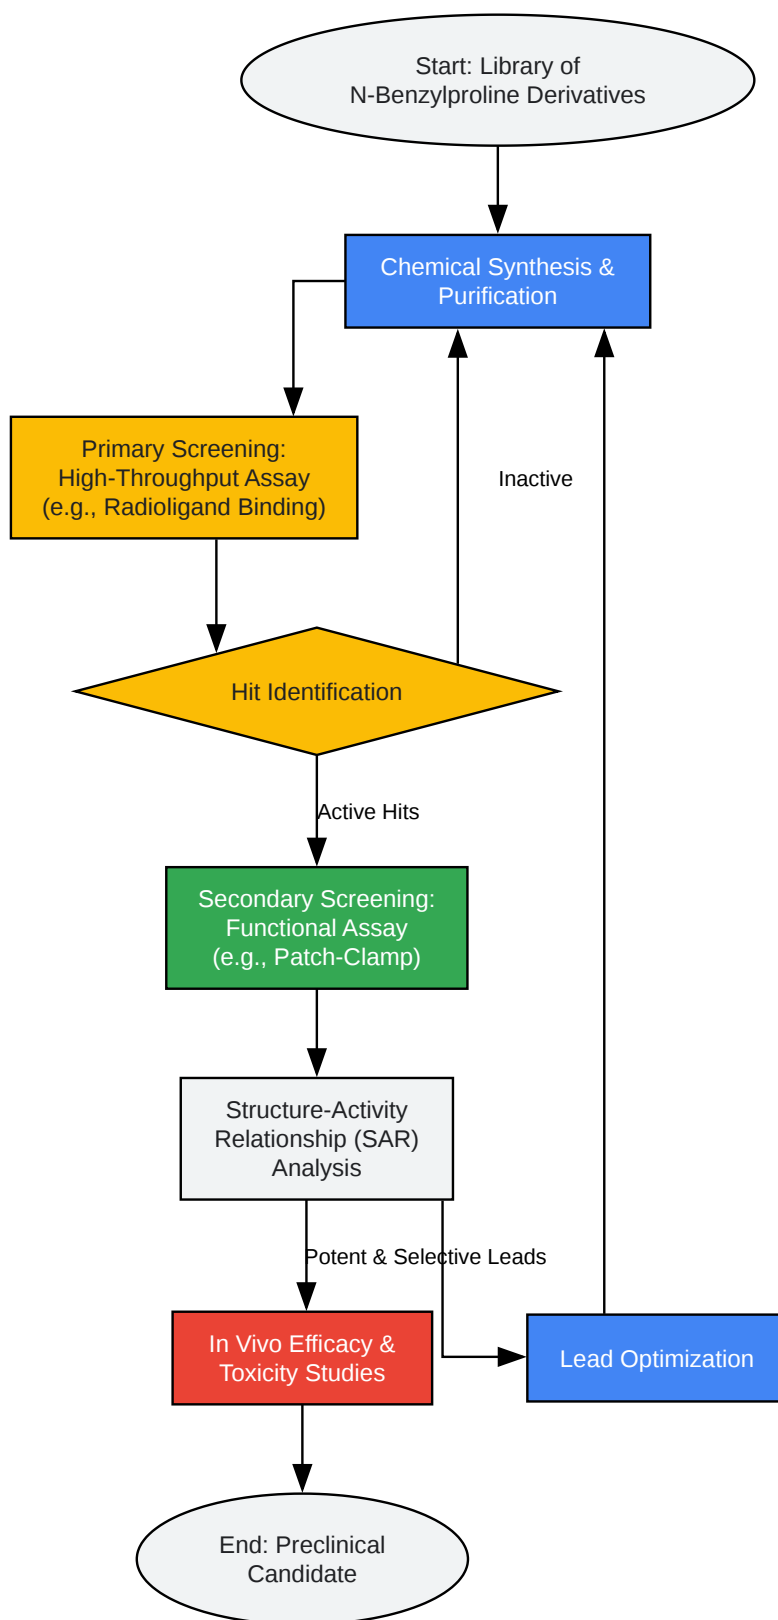 Start: Library of
N-Benzylproline Derivatives
Chemical Synthesis &
Purification
Primary Screening:
High-Throughput Assay
(e.g., Radioligand Binding)
Inactive
Hit Identification
Active Hits
Secondary Screening:
Functional Assay
(e.g., Patch-Clamp)
Structure-Activity
Relationship (SAR)
Analysis
Potent & Selective Leads
In Vivo Efficacy &
Toxicity Studies
Lead Optimization
End: Preclinical
Candidate